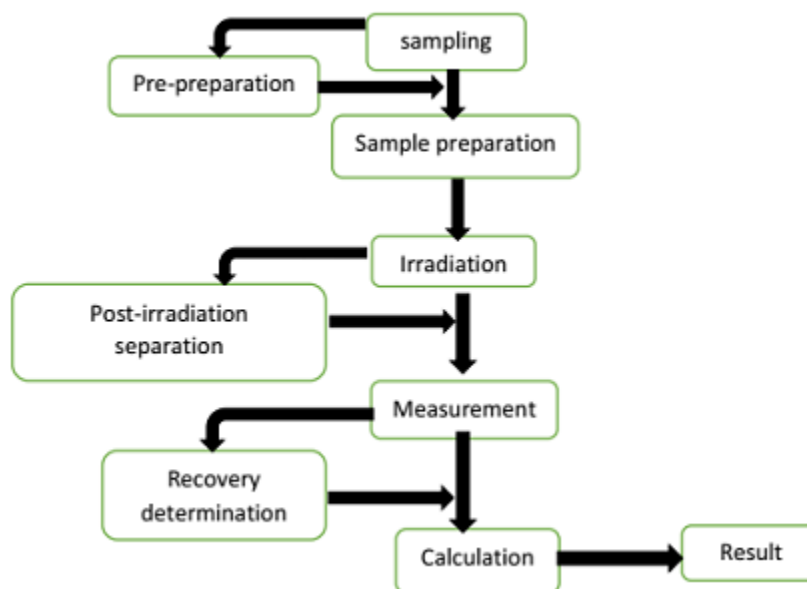 sampling
Pre-preparation
Sample preparation
Irradiation
Post-irradiation
separation
Measurement
Recovery
determination
Calculation
Result